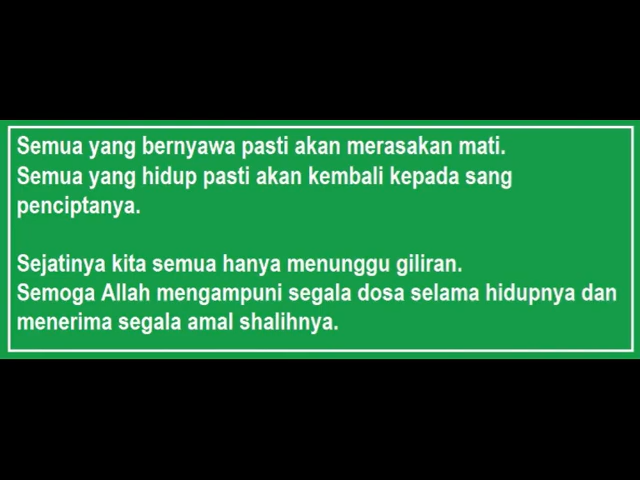 Semua yang bernyawa pasti akan merasakan mati.
Semua yang hidup pasti akan kembali kepada sang
penciptanya.
Sejatinya kita semua hanya menunggu giliran.
Semoga Allah mengampuni segala dosa selama hidupnya dan
menerima segala amal shalihnya.